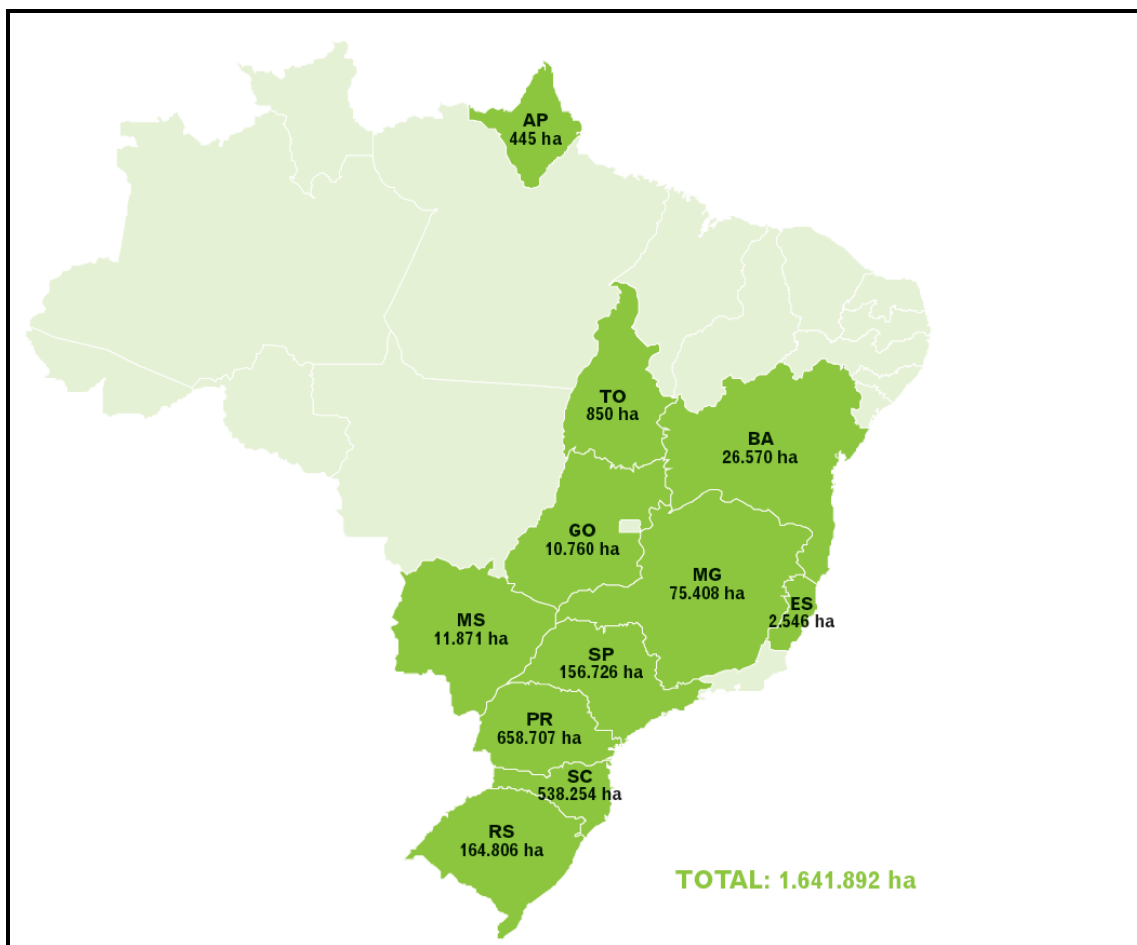 AP
445 ha
TO
850 ha
BA
26.570 ha
GO
10.760 ha
MG
75.408 ha
ES
2.546 ha
MS
11.871 ha
SP
156.726 ha
PR
658.707 ha
SC
538.254 ha
RS
164.806 ha
TOTAL: 1.641.892 ha